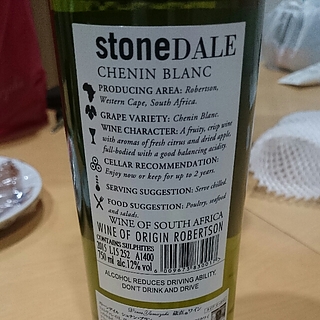 stoneDALE
CHENIN BLANC
PRODUCING AREA: Robertson,
Western Cape, South Africa.
GRAPE VARIETY: Chenin Blanc.
WINE CHARACTER: A fruity, crisp wine
with aromas of fresh citrus and dried apple,
full-bodied with a good balancing acidity.
CELLAR RECOMMENDATION:
Enjoy now or keep for up to 2 years.
SERVING SUGGESTION: Serve chilled.
FOOD SUGGESTION: Poultry, seafood
and salads.
WINE OF SOUTH AFRICA
WINE OF ORIGIN ROBERTSON
CONTAINS SULPHITES
2015 L15 252 A1400
750 ml alc 12% vol
ALCOHOL REDUCES DRIVING ABILITY,
DON'T DRINK AND DRIVE